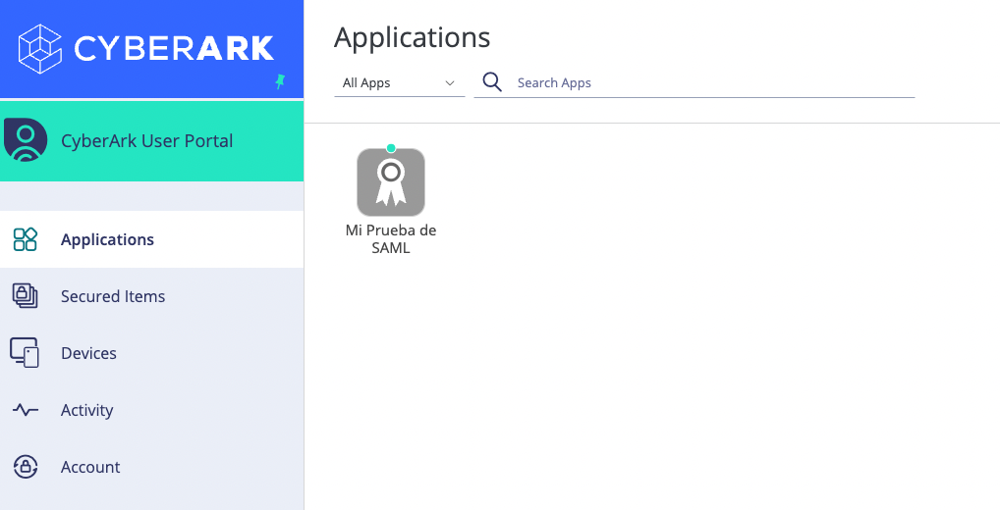 CYBERARK
CyberArk User Portal
Applications
Secured Items
Devices
Activity
Account
Applications
All Apps
Search Apps
Mi Prueba de
SAML